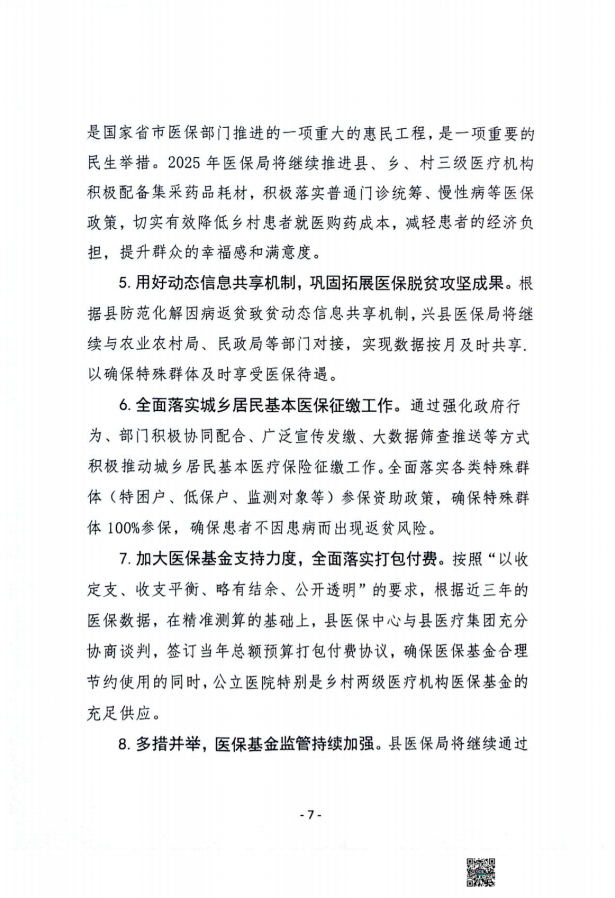 是国家省市医保部门推进的一项重大的惠民工程，是一项重要的
民生举措。2025 年医保局将继续推进县、乡、村三级医疗机构
积极配备集采药品耗材，积极落实普通门诊统筹、慢性病等医保
政策，切实有效降低乡村患者就医购药成本，减轻患者的经济负
担，提升群众的幸福感和满意度。
5. 用好动态信息共享机制，巩固拓展医保脱贫攻坚成果。根
据县防范化解因病返贫致贫动态信息共享机制，兴县医保局将继
续与农业农村局、民政局等部门对接，实现数据按月及时共享.
以确保特殊群体及时享受医保待遇。
6. 全面落实城乡居民基本医保征缴工作。通过强化政府行
为、部门积极协同配合、广泛宣传发缴、大数据筛查推送等方式
积极推动城乡居民基本医疗保险征缴工作。全面落实各类特殊群
体（特困户、低保户、监测对象等）参保资助政策，确保特殊群
体 100%参保，确保患者不因患病而出现返贫风险。
7. 加大医保基金支持力度，全面落实打包付费。按照“以收
定支、收支平衡、略有结余、公开透明”的要求，根据近三年的
医保数据，在精准测算的基础上，县医保中心与县医疗集团充分
协商谈判，签订当年总额预算打包付费协议，确保医保基金合理
节约使用的同时，公立医院特别是乡村两级医疗机构医保基金的
充足供应。
8. 多措并举，医保基金监管持续加强。县医保局将继续通过
- 7 -